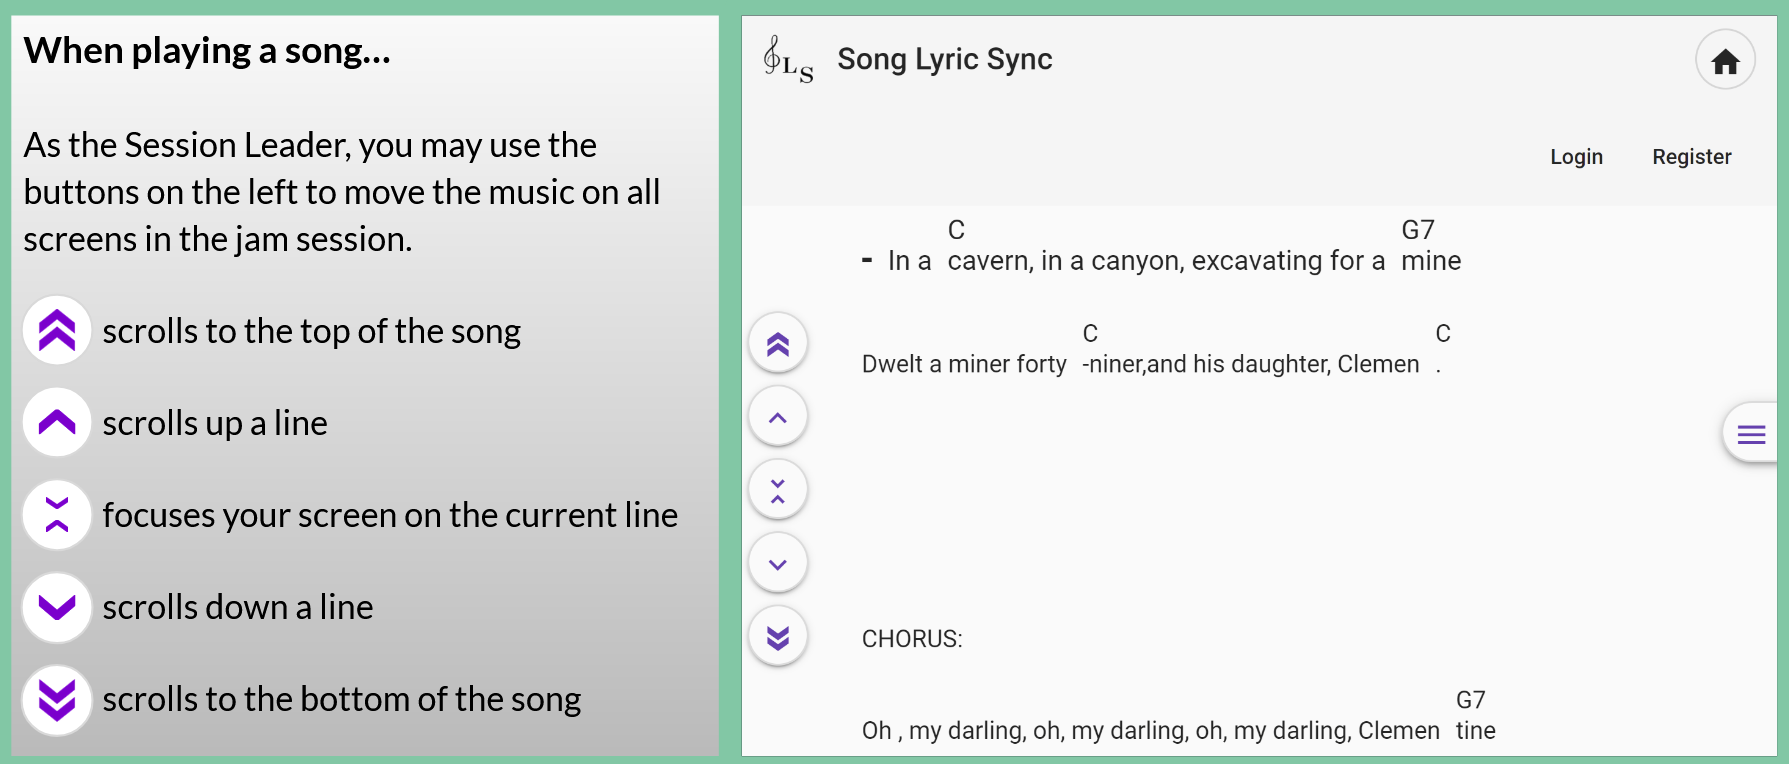 When playing a song...
As the Session Leader, you may use the
buttons on the left to move the music on all
screens in the jam session.
scrolls to the top of the song
scrolls up a line
focuses your screen on the current line
scrolls down a line
scrolls to the bottom of the song
LS Song Lyric Sync
Login Register
C G7
- In a cavern, in a canyon, excavating for a mine
C C
Dwelt a miner forty -niner,and his daughter, Clemen .
CHORUS:
G7
Oh , my darling, oh, my darling, oh, my darling, Clemen tine